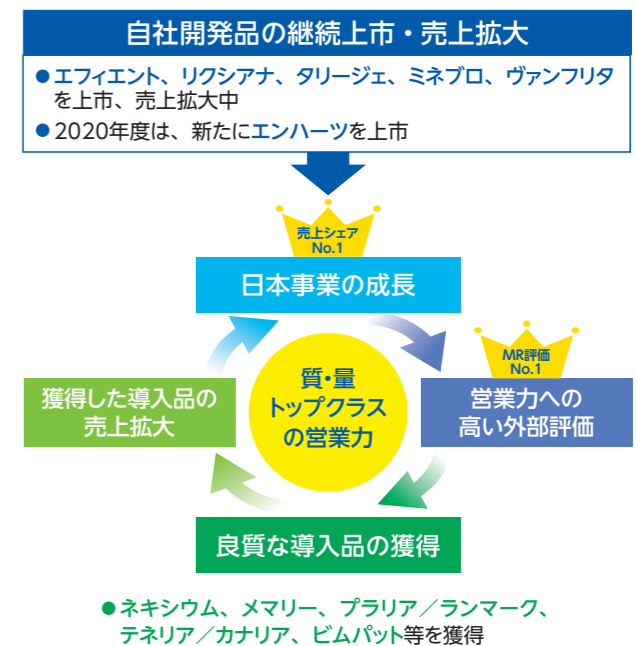 自社開発品の継続上市・売上拡大
●エフィエント、リクシアナ、タリージェ、ミネブロ、ヴァンフリタ
を上市、売上拡大中
●2020年度は、新たにエンハーツを上市
売上シェア
No.1
日本事業の成長
MR評価
No.1
営業力への
高い外部評価
獲得した導入品の
売上拡大
質・量
トップクラス
の営業力
良質な導入品の獲得
●ネキシウム、メマリー、プラリア／ランマーク、
テネリア／カナリア、ビムパット等を獲得